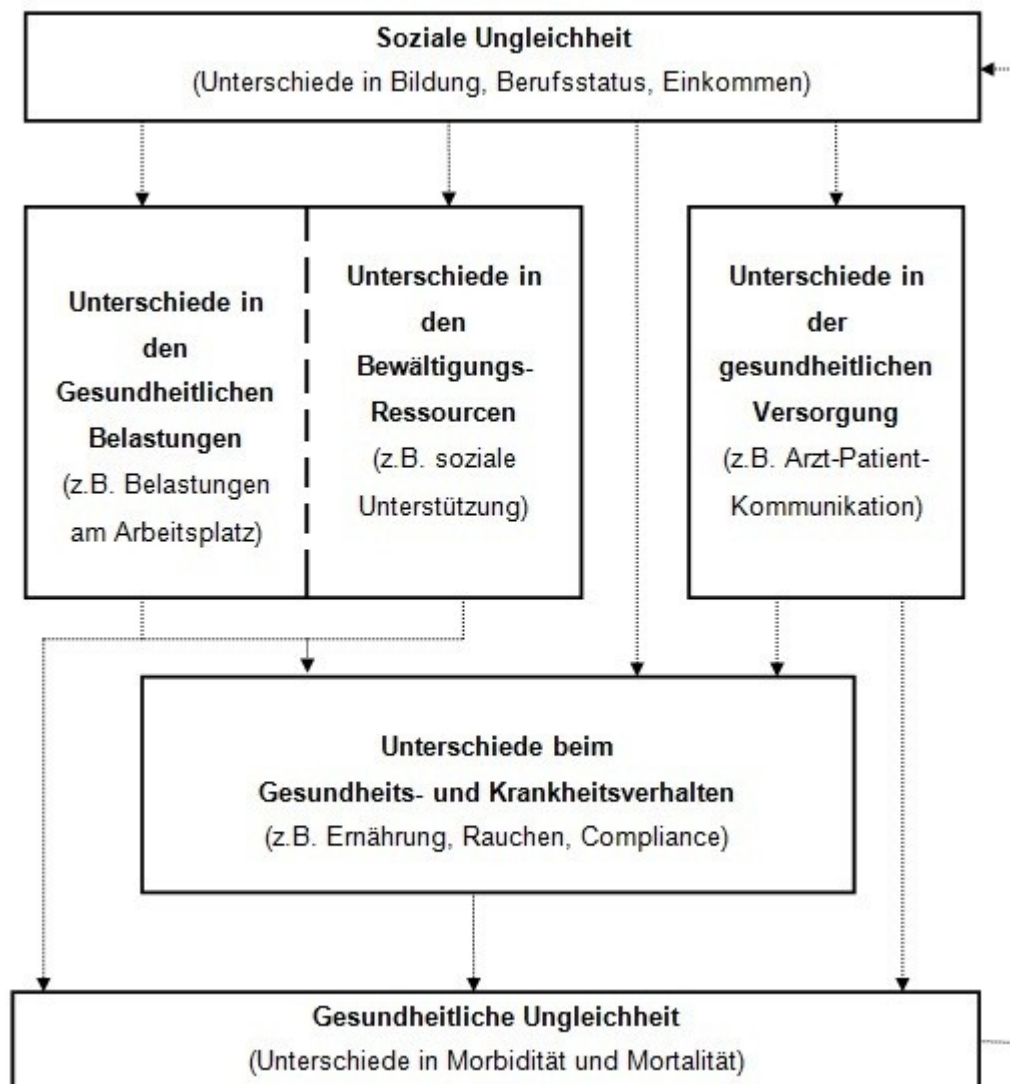 Soziale Ungleichheit
(Unterschiede in Bildung, Berufsstatus, Einkommen)
Unterschiede in
den
Gesundheitlichen
Belastungen
(z.B. Belastungen
am Arbeitsplatz)
Unterschiede in
den
Bewältigungs-
Ressourcen
(z.B. soziale
Unterstützung)
Unterschiede in
der
gesundheitlichen
Versorgung
(z.B. Arzt-Patient-
Kommunikation)
Unterschiede beim
Gesundheits- und Krankheitsverhalten
(z.B. Ernährung, Rauchen, Compliance)
Gesundheitliche Ungleichheit
(Unterschiede in Morbidität und Mortalität)